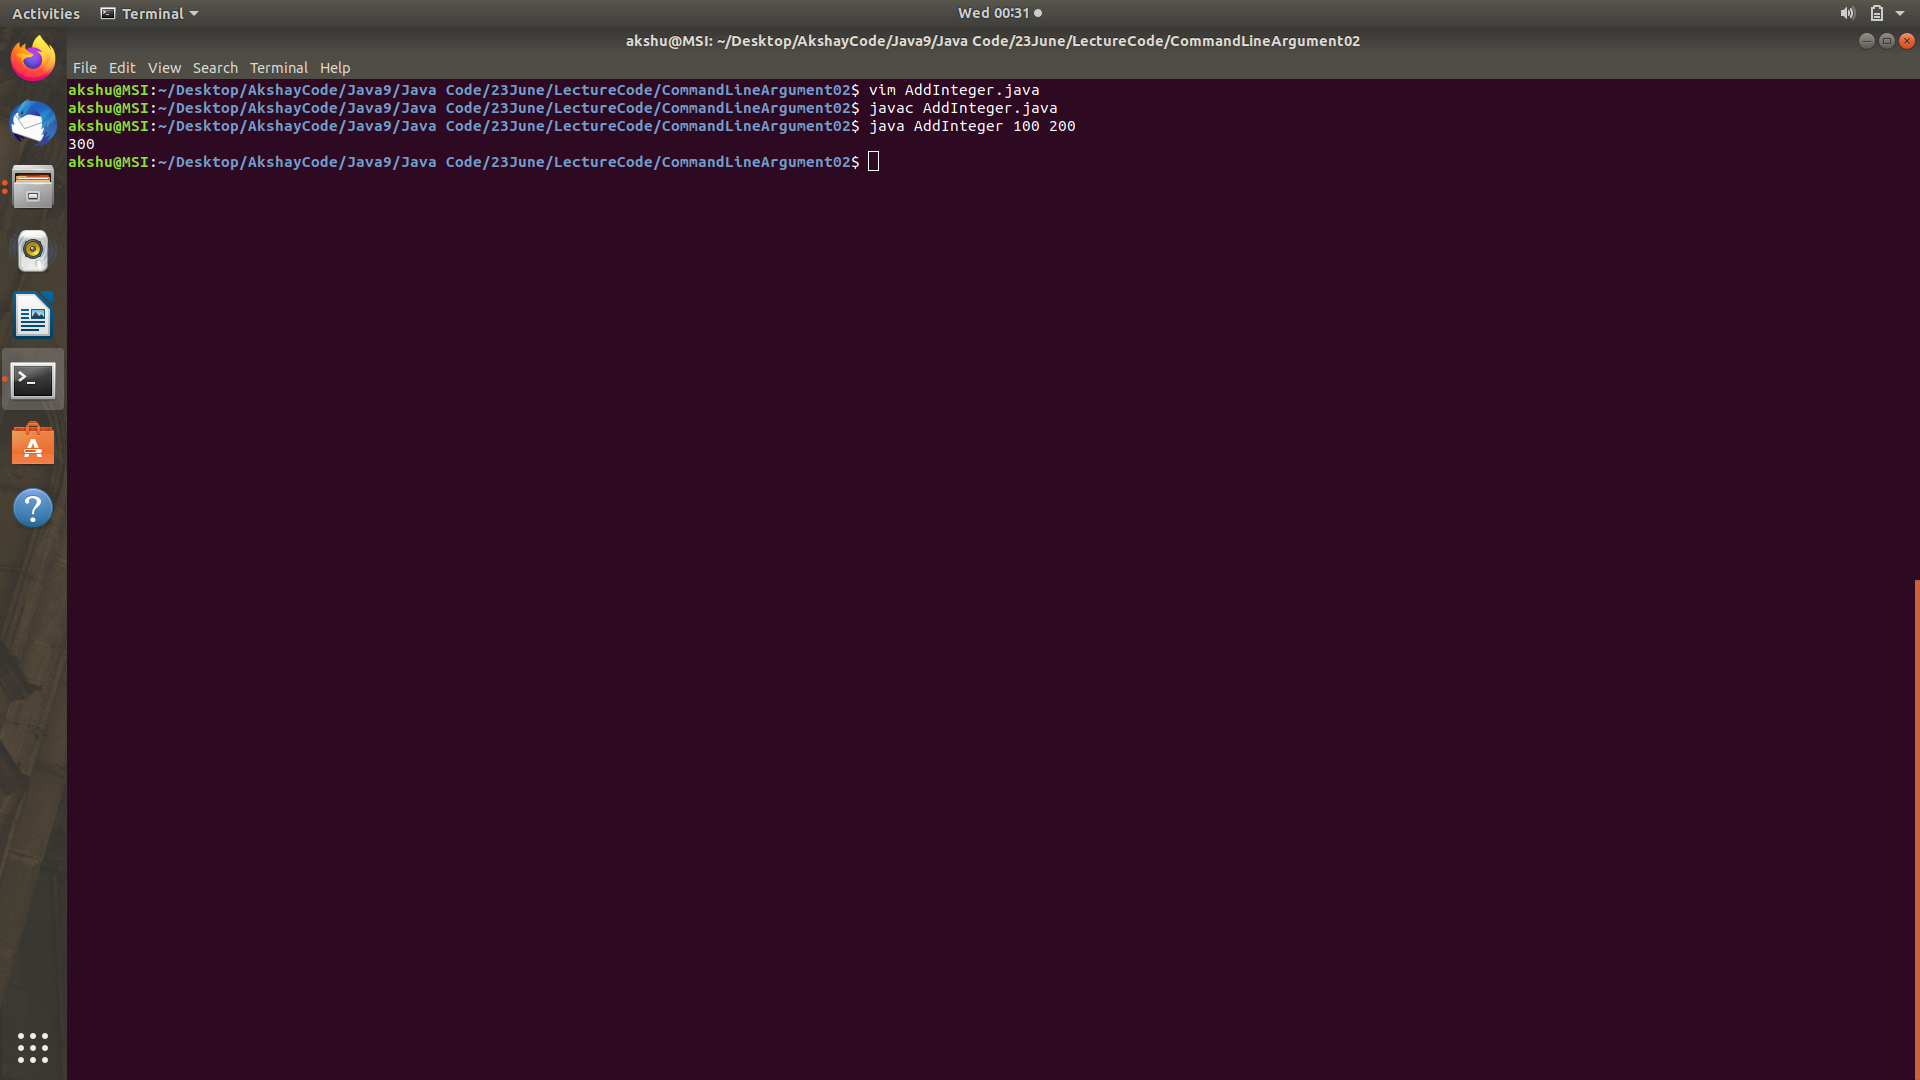 Activities Terminal Wed 00:31
akshu@MSI: ~/Desktop/AkshayCode/Java9/Java Code/23June/LectureCode/CommandLineArgument02
File Edit View Search Terminal Help
akshu@MSI:~/Desktop/AkshayCode/Java9/Java Code/23June/LectureCode/CommandLineArgument02$ vim AddInteger.java
akshu@MSI:~/Desktop/AkshayCode/Java9/Java Code/23June/LectureCode/CommandLineArgument02$ javac AddInteger.java
akshu@MSI:~/Desktop/AkshayCode/Java9/Java Code/23June/LectureCode/CommandLineArgument02$ java AddInteger 100 200
300
akshu@MSI:~/Desktop/AkshayCode/Java9/Java Code/23June/LectureCode/CommandLineArgument02$